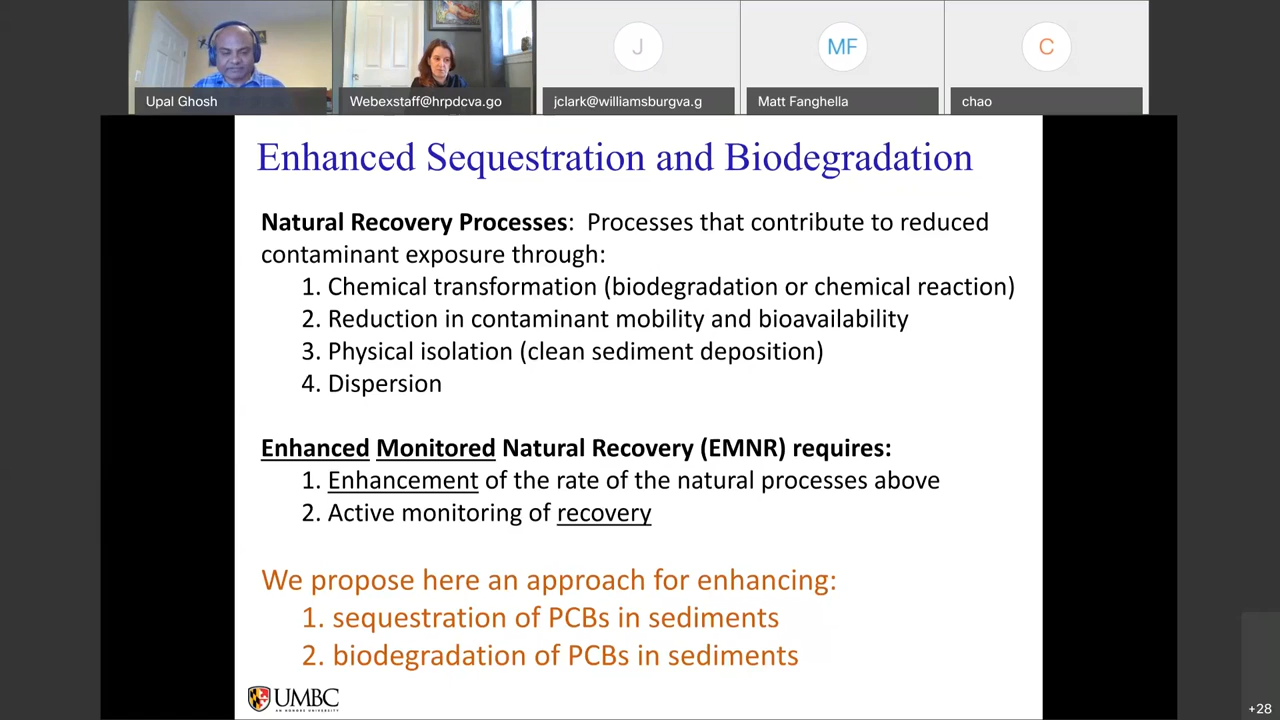 J
MF
C
Upal Ghosh
Webexstaff@hrpdcva.go
jclark@williamsburgva.g
Matt Fanghella
chao
Enhanced Sequestration and Biodegradation
Natural Recovery Processes: Processes that contribute to reduced
contaminant exposure through:
1. Chemical transformation (biodegradation or chemical reaction)
2. Reduction in contaminant mobility and bioavailability
3. Physical isolation (clean sediment deposition)
4. Dispersion
Enhanced Monitored Natural Recovery (EMNR) requires:
1. Enhancement of the rate of the natural processes above
2. Active monitoring of recovery
We propose here an approach for enhancing:
1. sequestration of PCBs in sediments
2. biodegradation of PCBs in sediments
UMBC
+28